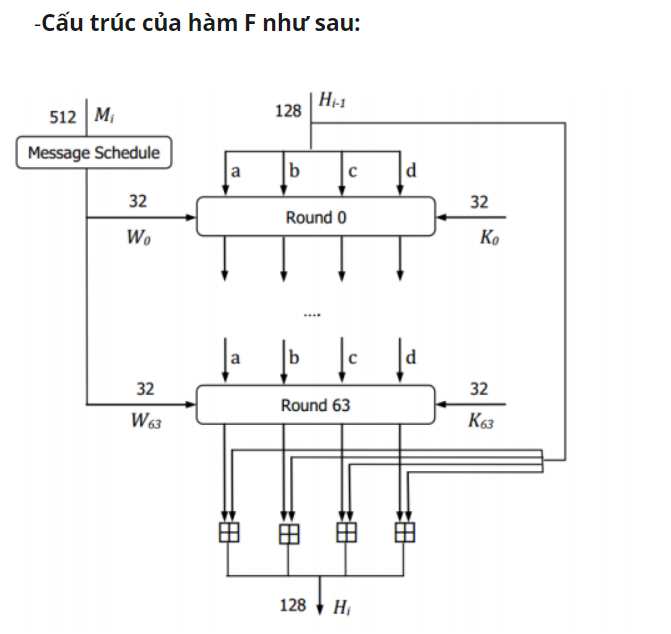 -Cấu trúc của hàm F như sau:
512 Mᵢ
128 Hᵢ₋₁
Message Schedule
a b c d
32
W₀
Round 0
32
K₀
....
a b c d
32
W₆₃
Round 63
32
K₆₃
128 Hᵢ